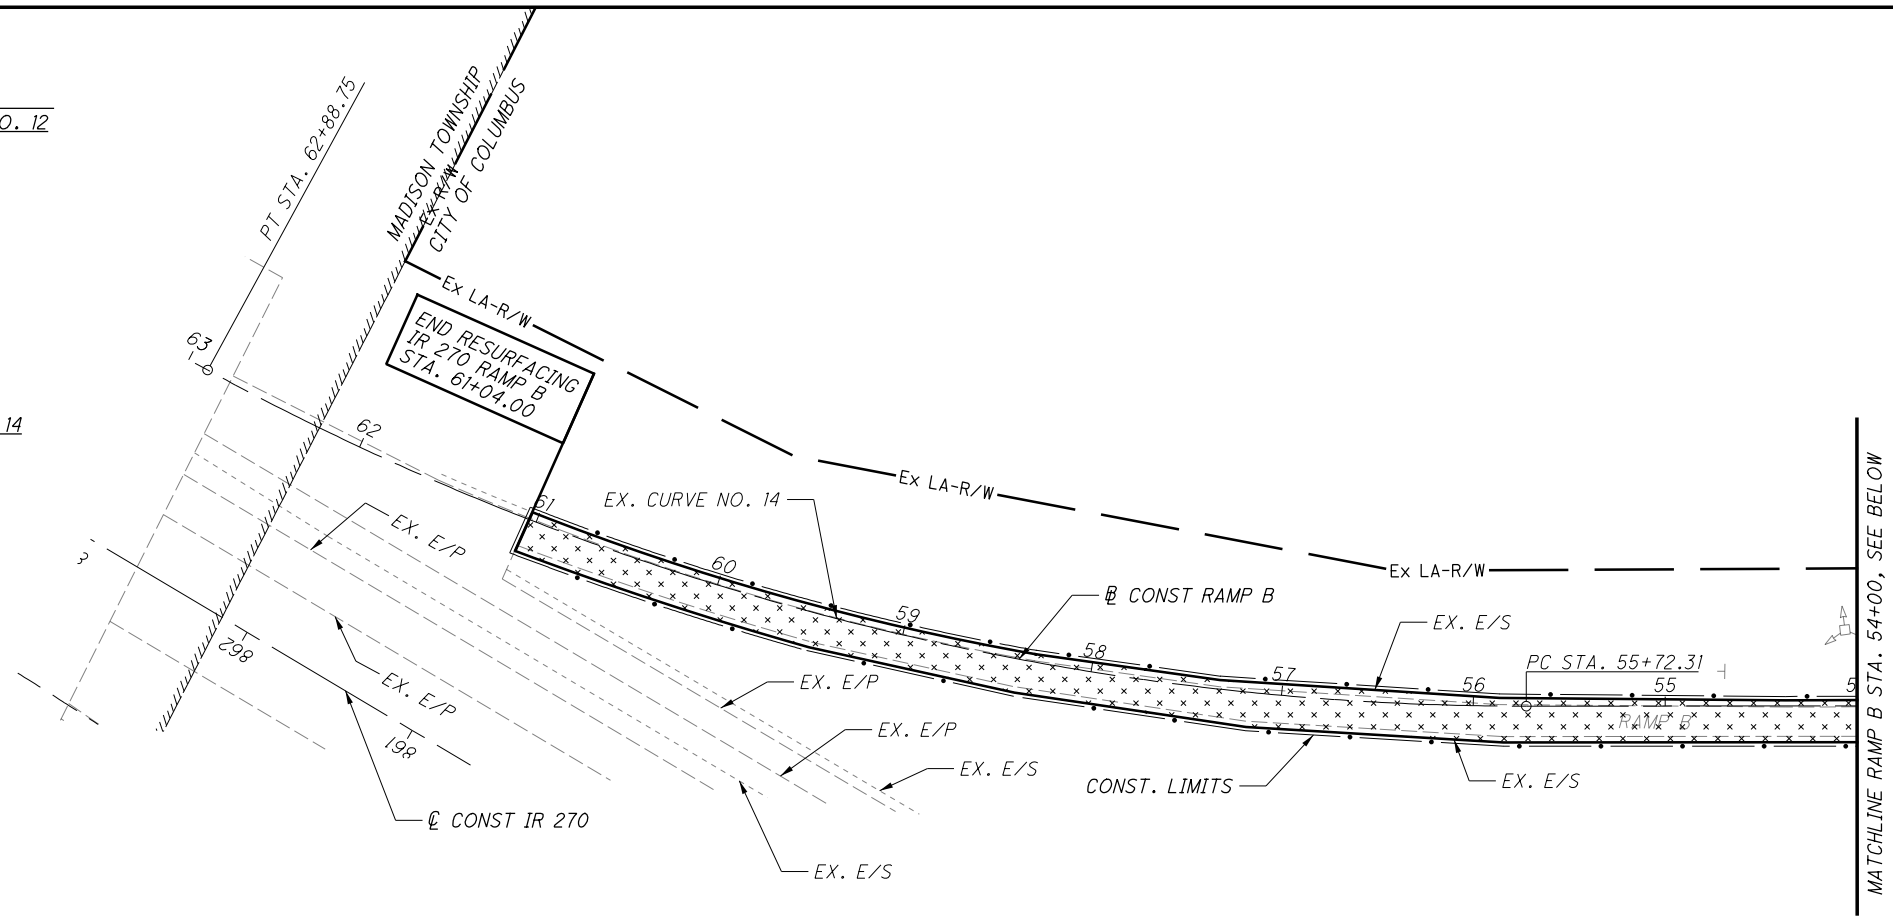 O. 12
14
PT STA. 62+88.75
MADISON TOWNSHIP
Ex R/W
CITY OF COLUMBUS
Ex LA-R/W
END RESURFACING
IR 270 RAMP B
STA. 61+04.00
63
62
61
60
59
58
57
56
55
5
EX. CURVE NO. 14
Ex LA-R/W
Ex LA-R/W
℄ CONST RAMP B
EX. E/S
PC STA. 55+72.31
RAMP B
EX. E/P
EX. E/P
EX. E/P
EX. E/P
EX. E/S
EX. E/S
EX. E/S
CONST. LIMITS
862
861
℄ CONST IR 270
MATCHLINE RAMP B STA. 54+00, SEE BELOW